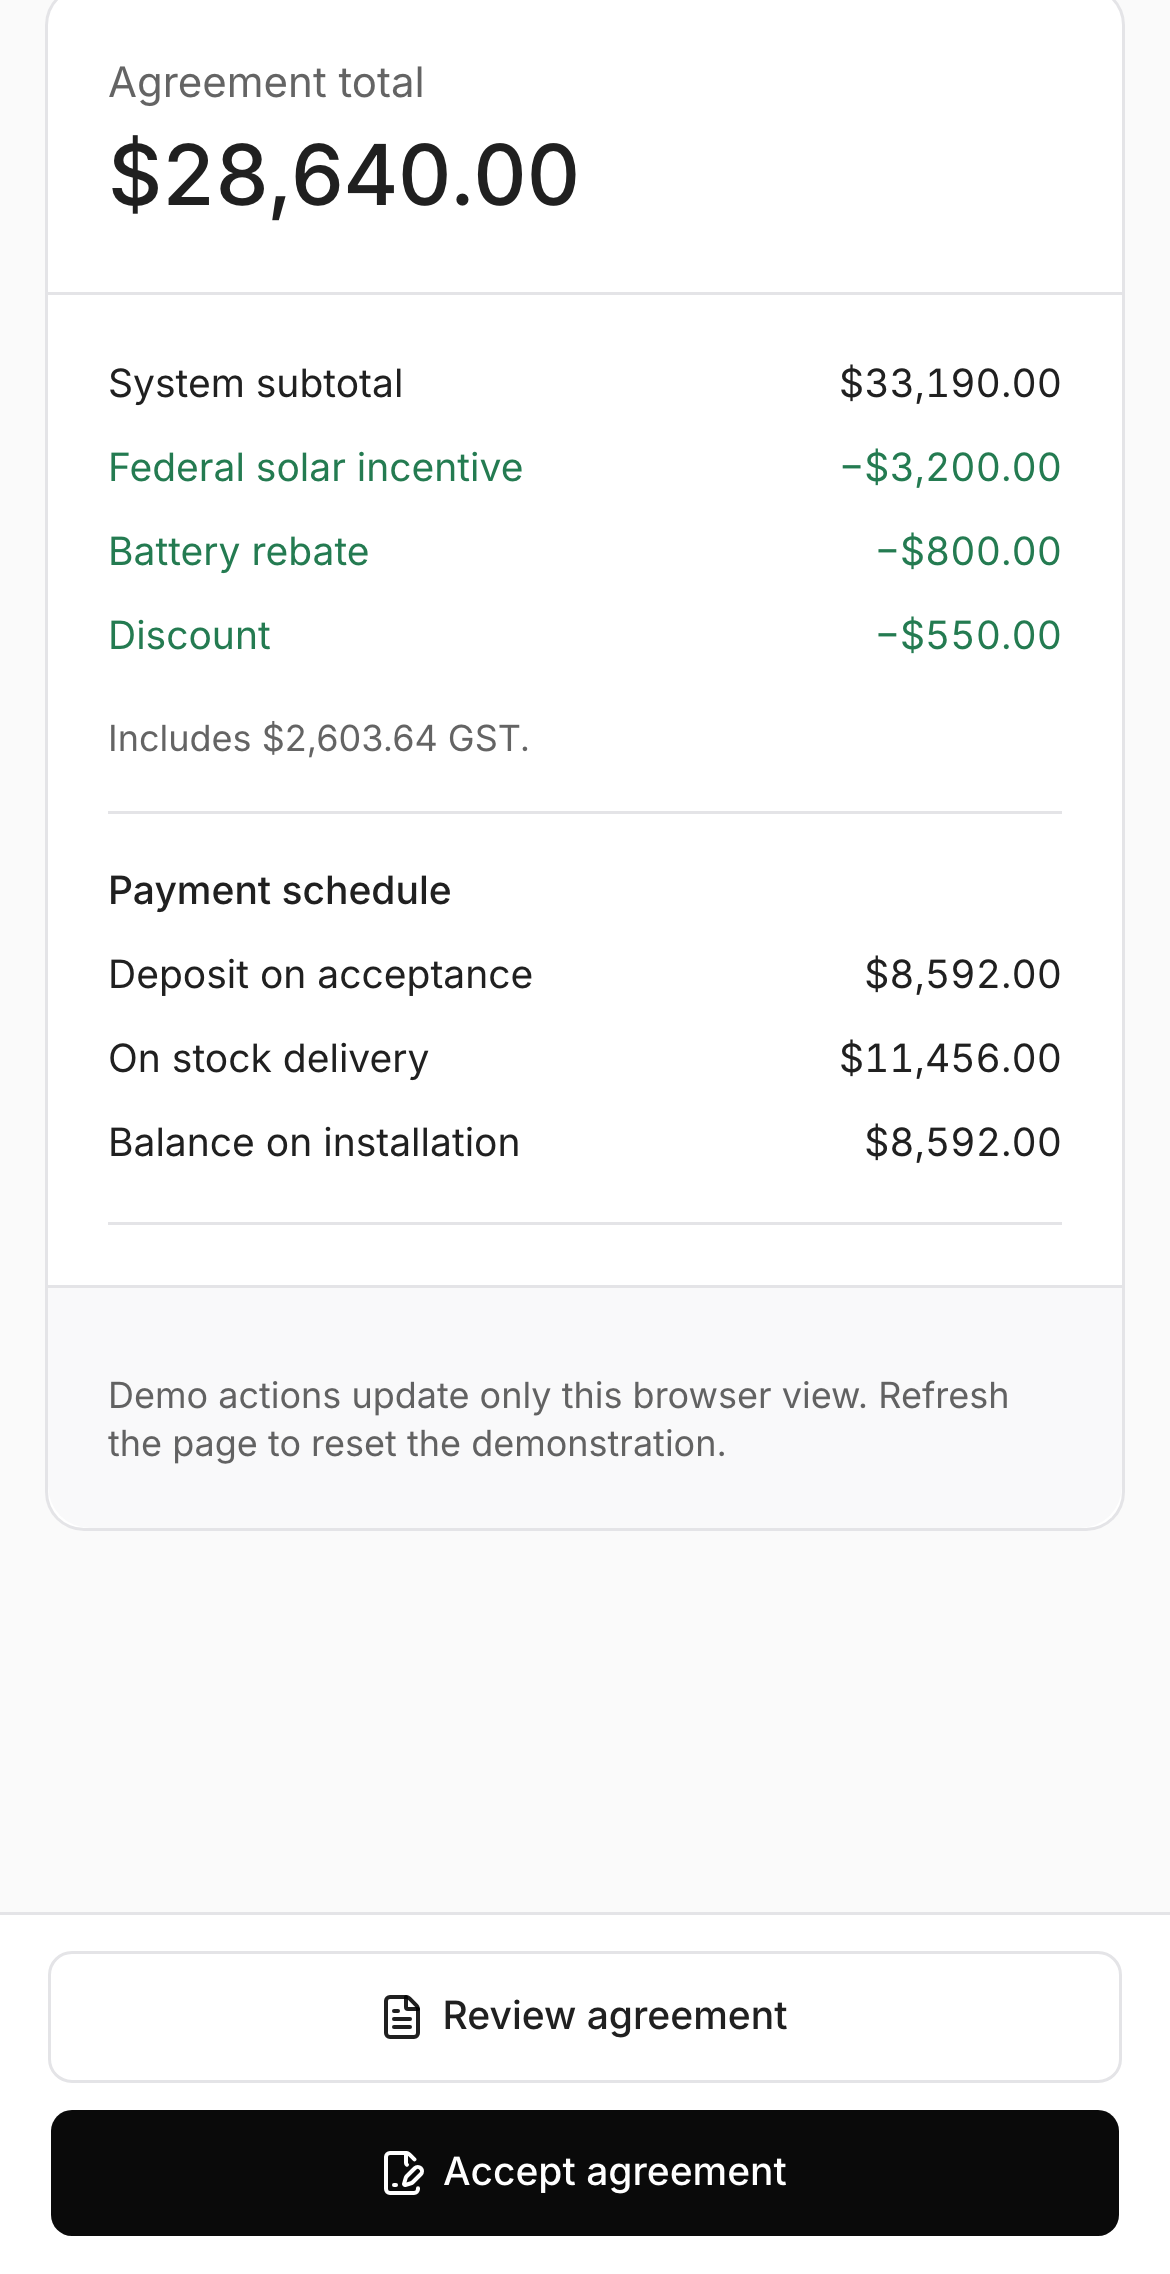 Agreement total
$28,640.00
System subtotal $33,190.00
Federal solar incentive −$3,200.00
Battery rebate −$800.00
Discount −$550.00
Includes $2,603.64 GST.
Payment schedule
Deposit on acceptance $8,592.00
On stock delivery $11,456.00
Balance on installation $8,592.00
Demo actions update only this browser view. Refresh
the page to reset the demonstration.
Review agreement
Accept agreement